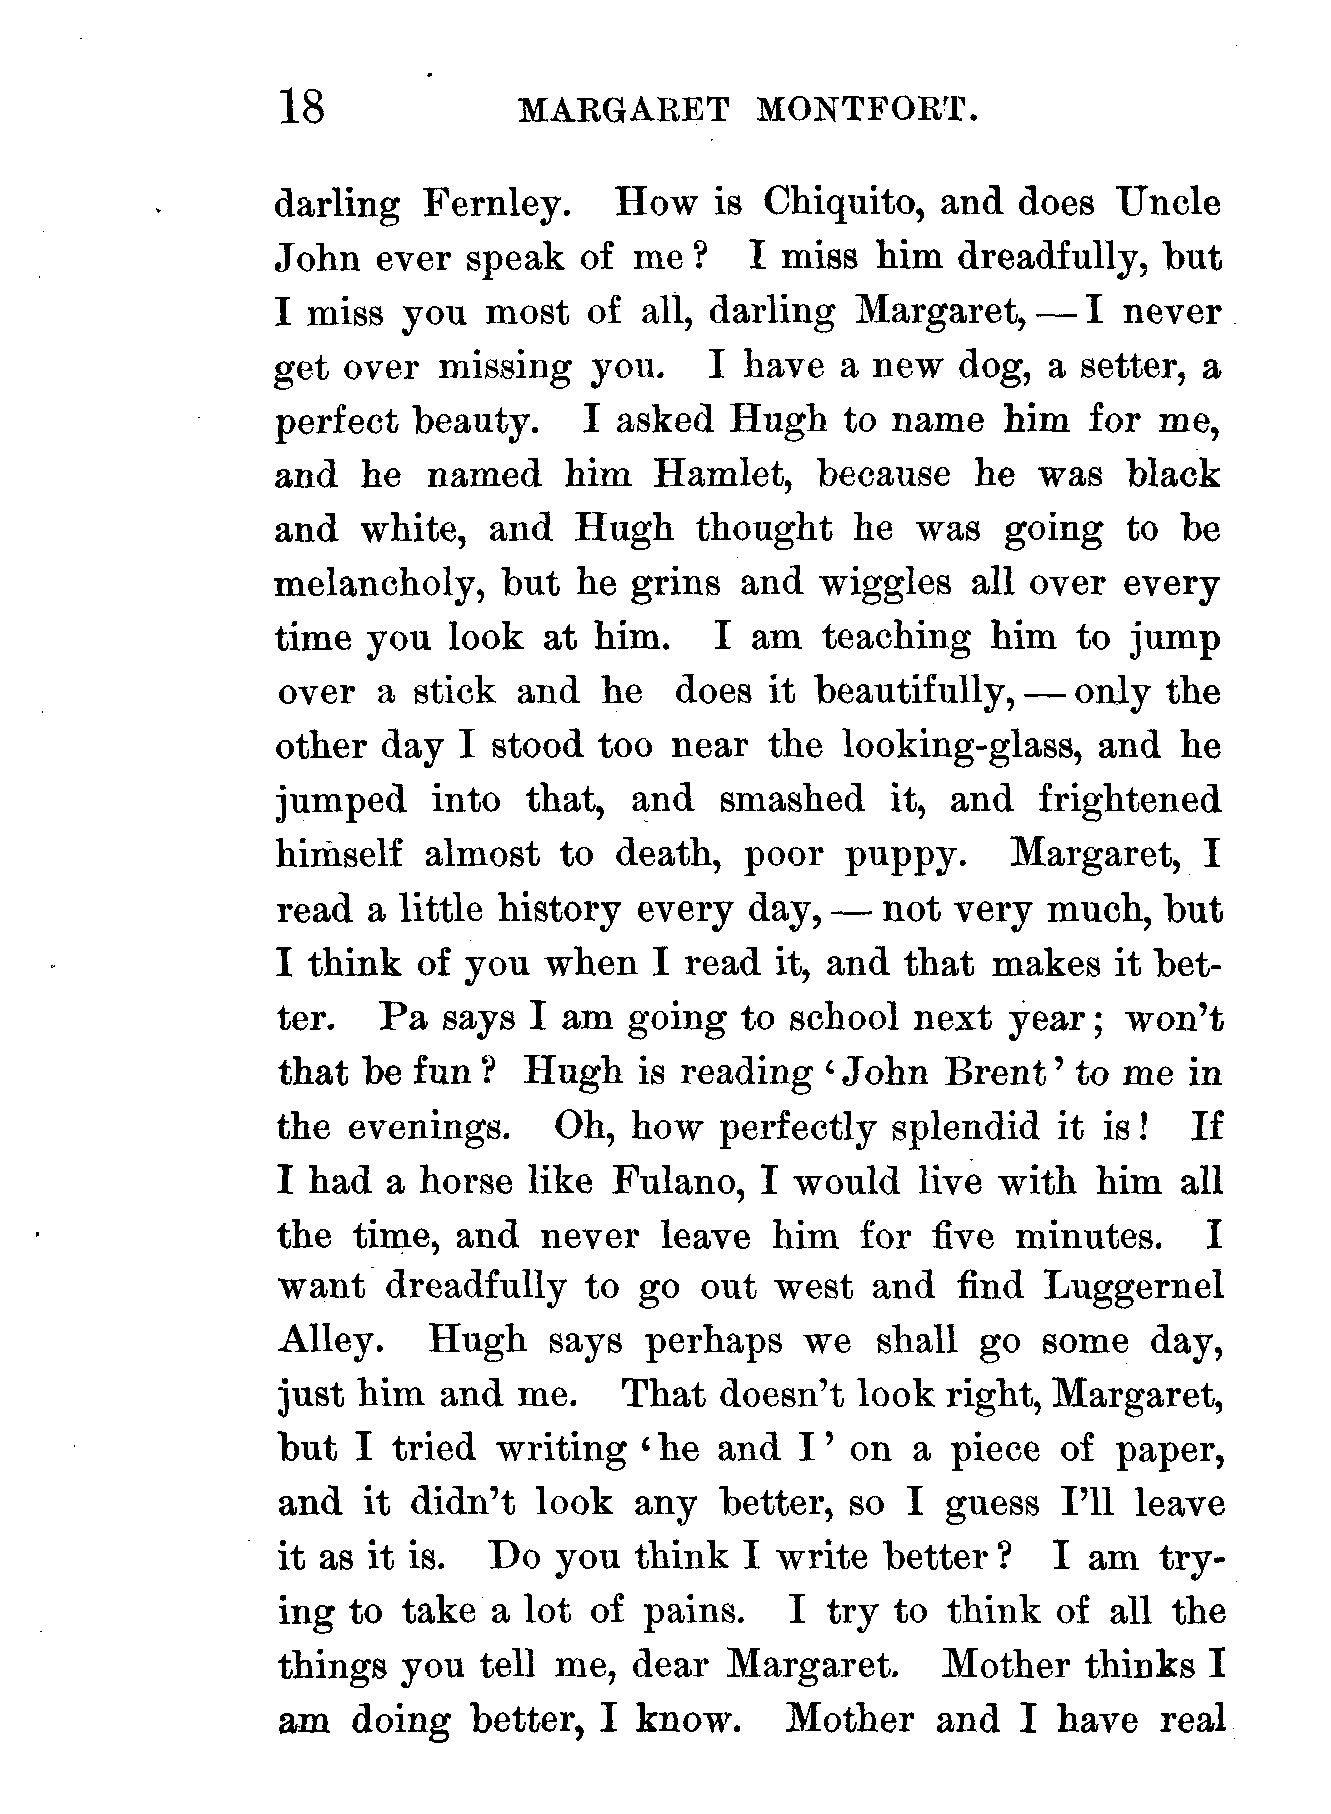 18 MARGARET MONTFORT.
darling Fernley. How is Chiquito, and does Uncle
John ever speak of me? I miss him dreadfully, but
I miss you most of all, darling Margaret, — I never
get over missing you. I have a new dog, a setter, a
perfect beauty. I asked Hugh to name him for me,
and he named him Hamlet, because he was black
and white, and Hugh thought he was going to be
melancholy, but he grins and wiggles all over every
time you look at him. I am teaching him to jump
over a stick and he does it beautifully, — only the
other day I stood too near the looking-glass, and he
jumped into that, and smashed it, and frightened
himself almost to death, poor puppy. Margaret, I
read a little history every day, — not very much, but
I think of you when I read it, and that makes it bet-
ter. Pa says I am going to school next year; won't
that be fun? Hugh is reading 'John Brent' to me in
the evenings. Oh, how perfectly splendid it is! If
I had a horse like Fulano, I would live with him all
the time, and never leave him for five minutes. I
want dreadfully to go out west and find Luggernel
Alley. Hugh says perhaps we shall go some day,
just him and me. That doesn't look right, Margaret,
but I tried writing 'he and I' on a piece of paper,
and it didn't look any better, so I guess I'll leave
it as it is. Do you think I write better? I am try-
ing to take a lot of pains. I try to think of all the
things you tell me, dear Margaret. Mother thinks I
am doing better, I know. Mother and I have real